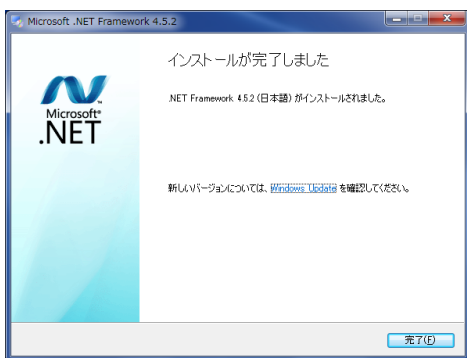 Microsoft .NET Framework 4.5.2
インストールが完了しました
Microsoft®
.NET
.NET Framework 4.5.2 (日本語) がインストールされました。
新しいバージョンについては、Windows Update を確認してください。
完了(F)